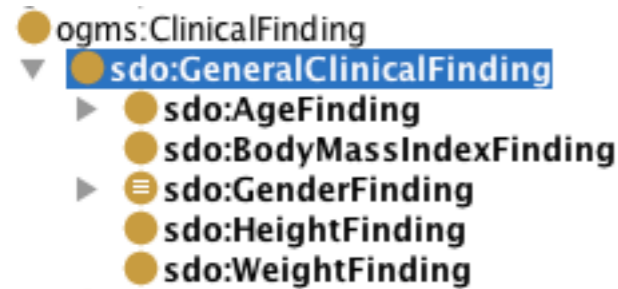 ogms:ClinicalFinding
sdo:GeneralClinicalFinding
sdo:AgeFinding
sdo:BodyMassIndexFinding
sdo:GenderFinding
sdo:HeightFinding
sdo:WeightFinding